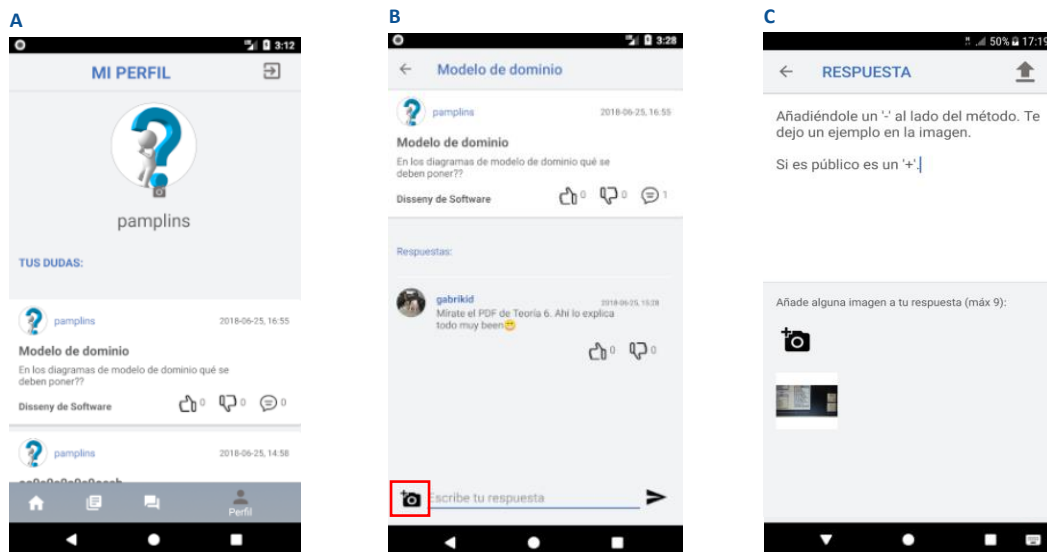 A
3:12
MI PERFIL
pamplins
TUS DUDAS:
pamplins
2018-06-25, 16:55
Modelo de dominio
En los diagramas de modelo de dominio qué se
deben poner??
Disseny de Software
0
0
0
pamplins
2018-06-25, 14:58
Perfil
B
3:28
Modelo de dominio
pamplins
2018-06-25, 16:55
Modelo de dominio
En los diagramas de modelo de dominio qué se
deben poner??
Disseny de Software
0
0
1
Respuestas:
gabrikid
2018-06-25, 15:28
Mírate el PDF de Teoría 6. Ahí lo explica
todo muy been😁
0
0
Escribe tu respuesta
C
50% 17:19
RESPUESTA
Añadiéndole un '-' al lado del método. Te
dejo un ejemplo en la imagen.
Si es público es un '+'.
Añade alguna imagen a tu respuesta (máx 9):